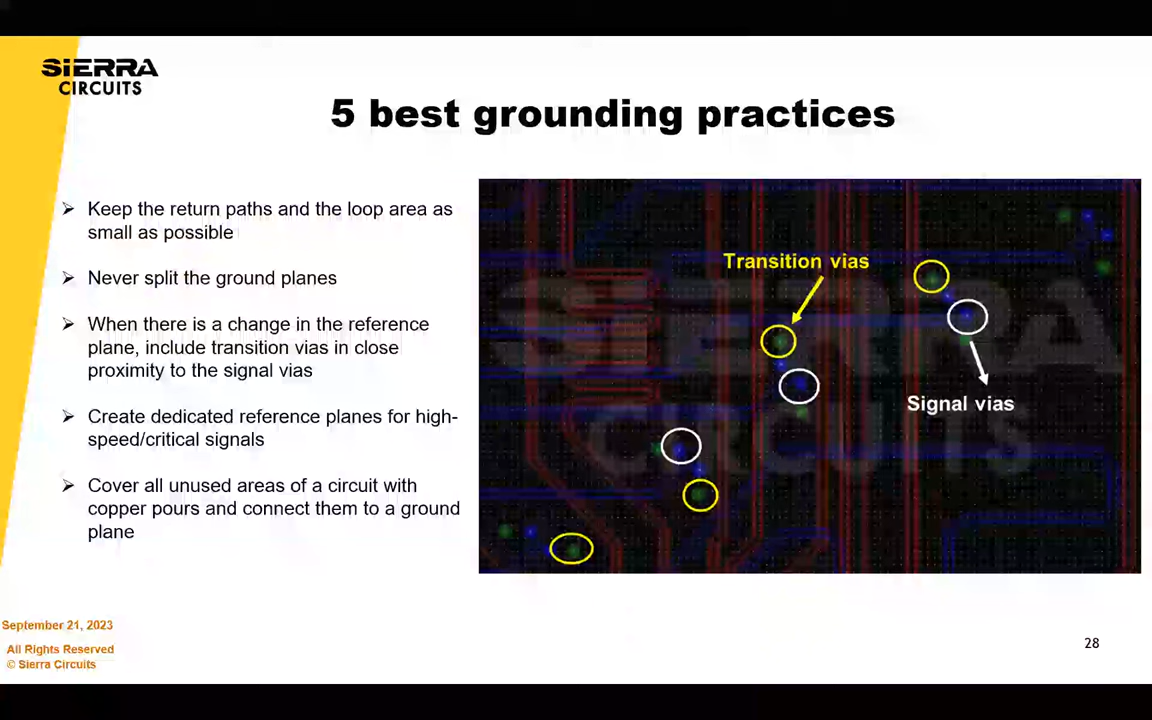 SIERRA
CIRCUITS
5 best grounding practices
Keep the return paths and the loop area as
small as possible
Never split the ground planes
When there is a change in the reference
plane, include transition vias in close
proximity to the signal vias
Create dedicated reference planes for high-
speed/critical signals
Cover all unused areas of a circuit with
copper pours and connect them to a ground
plane
Transition vias
Signal vias
SIERRA
CIRCUITS
September 21, 2023
All Rights Reserved
© Sierra Circuits
28